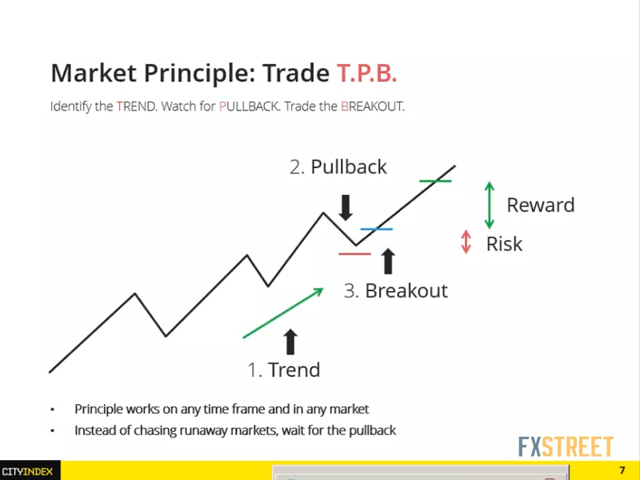 Market Principle: Trade T.P.B.
Identify the TREND. Watch for PULLBACK. Trade the BREAKOUT.
2. Pullback
Reward
Risk
3. Breakout
1. Trend
• Principle works on any time frame and in any market
• Instead of chasing runaway markets, wait for the pullback
FXSTREET
CITYINDEX
7